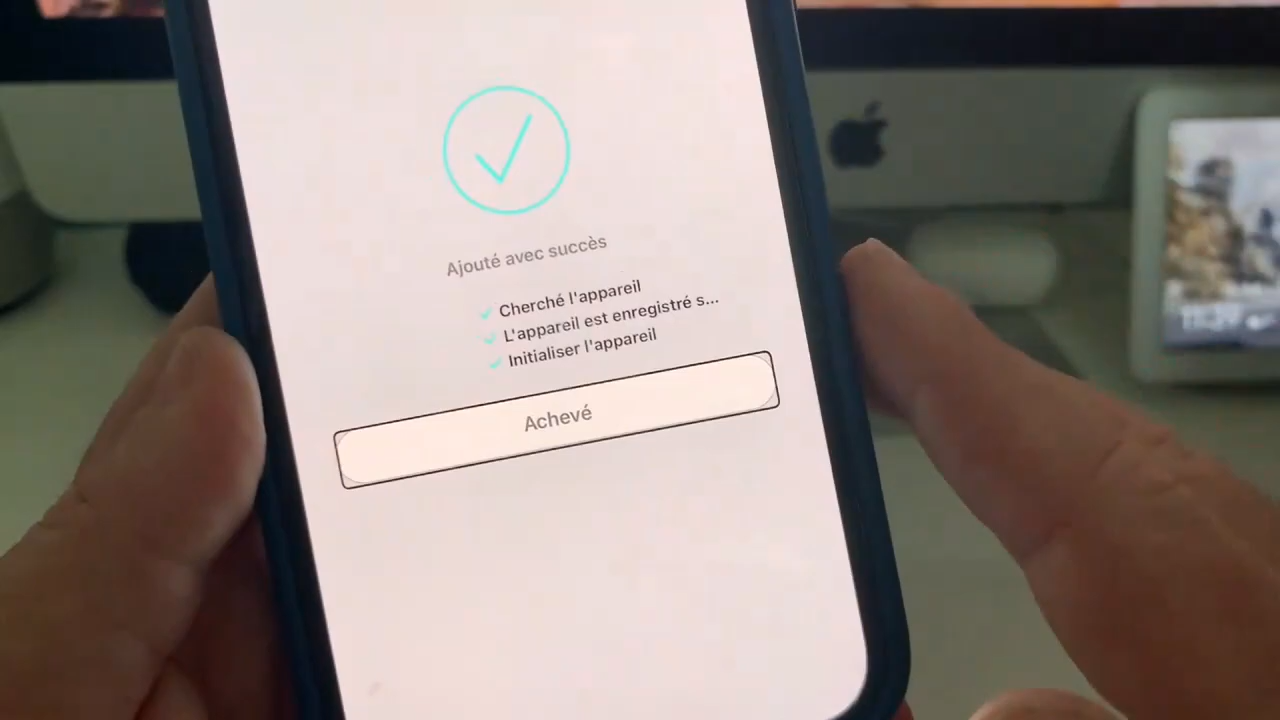 Ajouté avec succès
Cherché l'appareil
L'appareil est enregistré s...
Initialiser l'appareil
Achevé